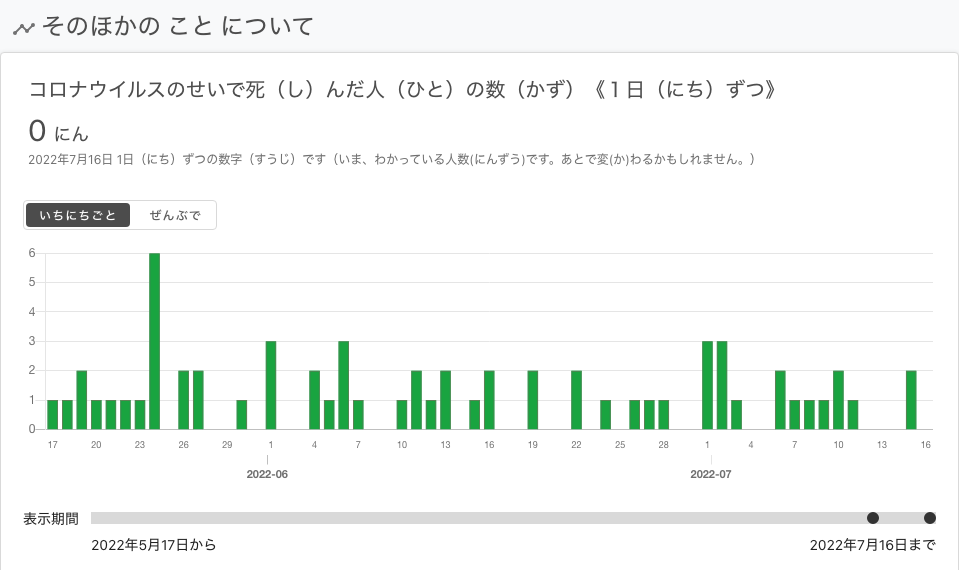 そのほかの こと について
コロナウイルスのせいで死（し）んだ人（ひと）の数（かず）《１日（にち）ずつ》
0 にん
2022年7月16日 1日（にち）ずつの数字（すうじ）です（いま、わかっている人数(にんずう)です。あとで変(か)わるかもしれません。）
いちにちごと ぜんぶで
6
5
4
3
2
1
0
17 20 23 26 29 1 4 7 10 13 16 19 22 25 28 1 4 7 10 13 16
2022-06 2022-07
表示期間
2022年5月17日から 2022年7月16日まで